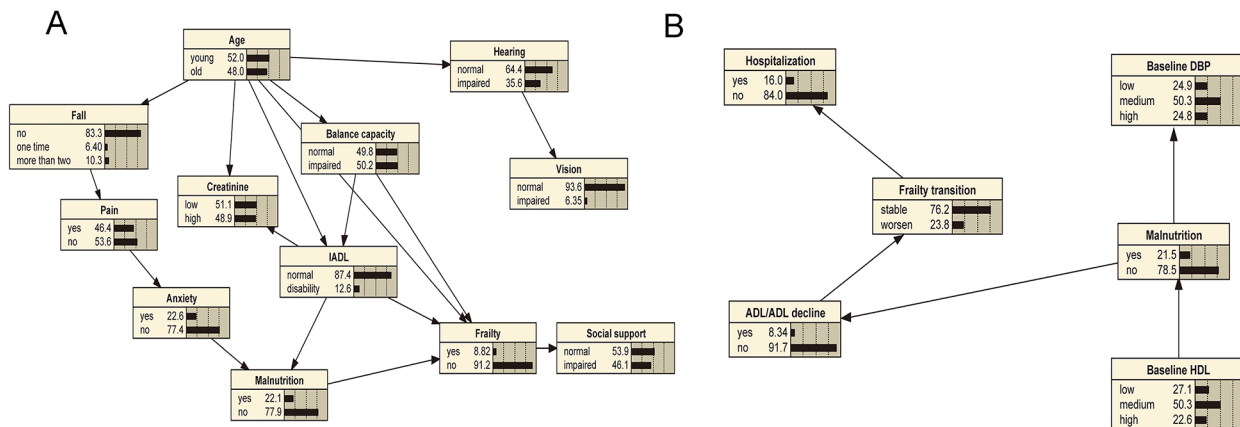 A
Age
young 52.0
old 48.0
Hearing
normal 64.4
impaired 35.6
Fall
no 83.3
one time 6.40
more than two 10.3
Balance capacity
normal 49.8
impaired 50.2
Vision
normal 93.6
impaired 6.35
Creatinine
low 51.1
high 48.9
Pain
yes 46.4
no 53.6
IADL
normal 87.4
disability 12.6
Anxiety
yes 22.6
no 77.4
Frailty
yes 8.82
no 91.2
Social support
normal 53.9
impaired 46.1
Malnutrition
yes 22.1
no 77.9
B
Hospitalization
yes 16.0
no 84.0
Baseline DBP
low 24.9
medium 50.3
high 24.8
Frailty transition
stable 76.2
worsen 23.8
Malnutrition
yes 21.5
no 78.5
ADL/ADL decline
yes 8.34
no 91.7
Baseline HDL
low 27.1
medium 50.3
high 22.6